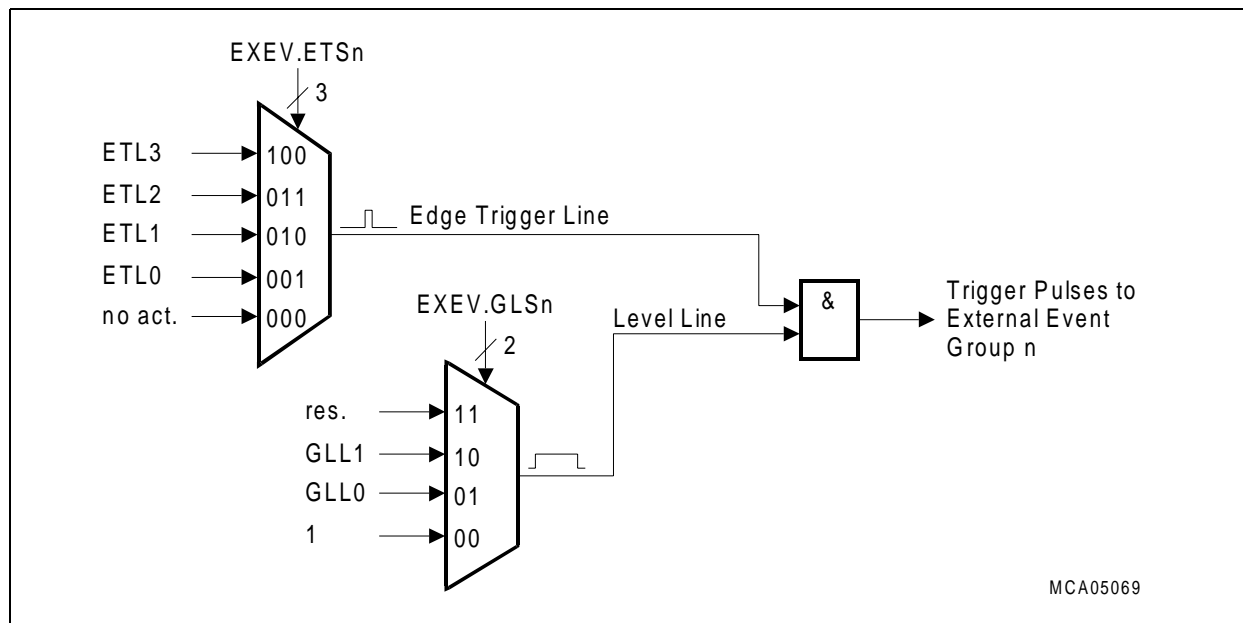 EXEV.ETSn
3
ETL3
100
ETL2
011
ETL1
010
ETL0
001
no act.
000
Edge Trigger Line
EXEV.GLSn
2
Level Line
&
Trigger Pulses to
External Event
Group n
res.
11
GLL1
10
GLL0
01
1
00
MCA05069